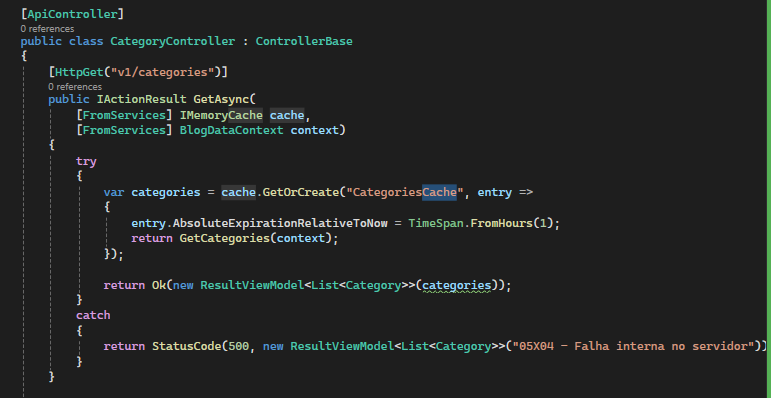 [ApiController]
0 references
public class CategoryController : ControllerBase
{
[HttpGet("v1/categories")]
0 references
public IActionResult GetAsync(
[FromServices] IMemoryCache cache,
[FromServices] BlogDataContext context)
{
try
{
var categories = cache.GetOrCreate("CategoriesCache", entry =>
{
entry.AbsoluteExpirationRelativeToNow = TimeSpan.FromHours(1);
return GetCategories(context);
});
return Ok(new ResultViewModel<List<Category>>(categories));
}
catch
{
return StatusCode(500, new ResultViewModel<List<Category>>("05X04 - Falha interna no servidor"))
}
}